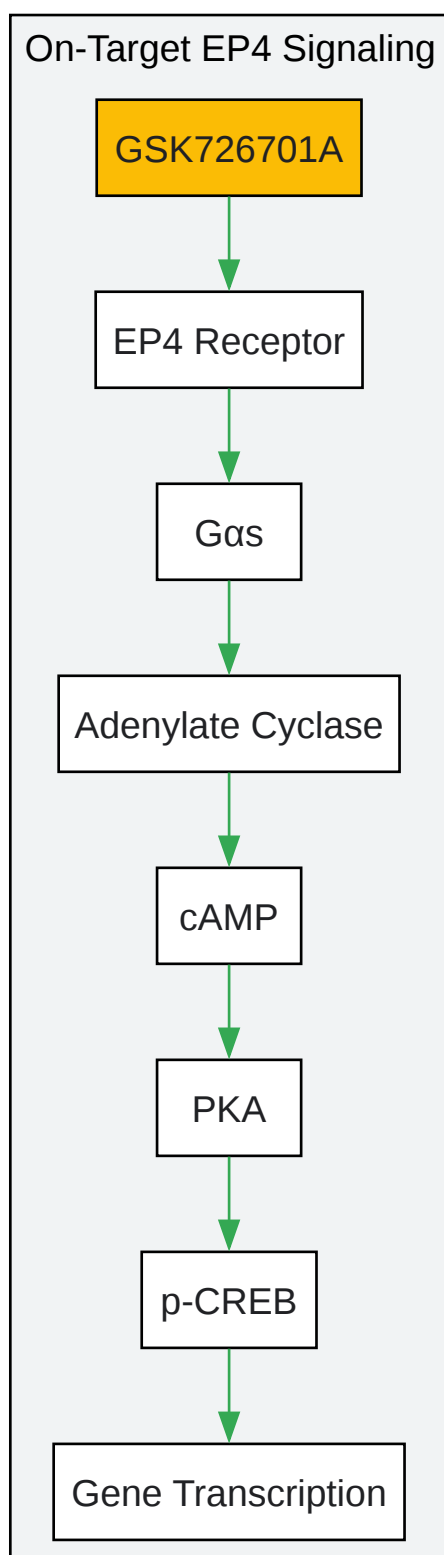 On-Target EP4 Signaling
GSK726701A
EP4 Receptor
Gαs
Adenylate Cyclase
cAMP
PKA
p-CREB
Gene Transcription